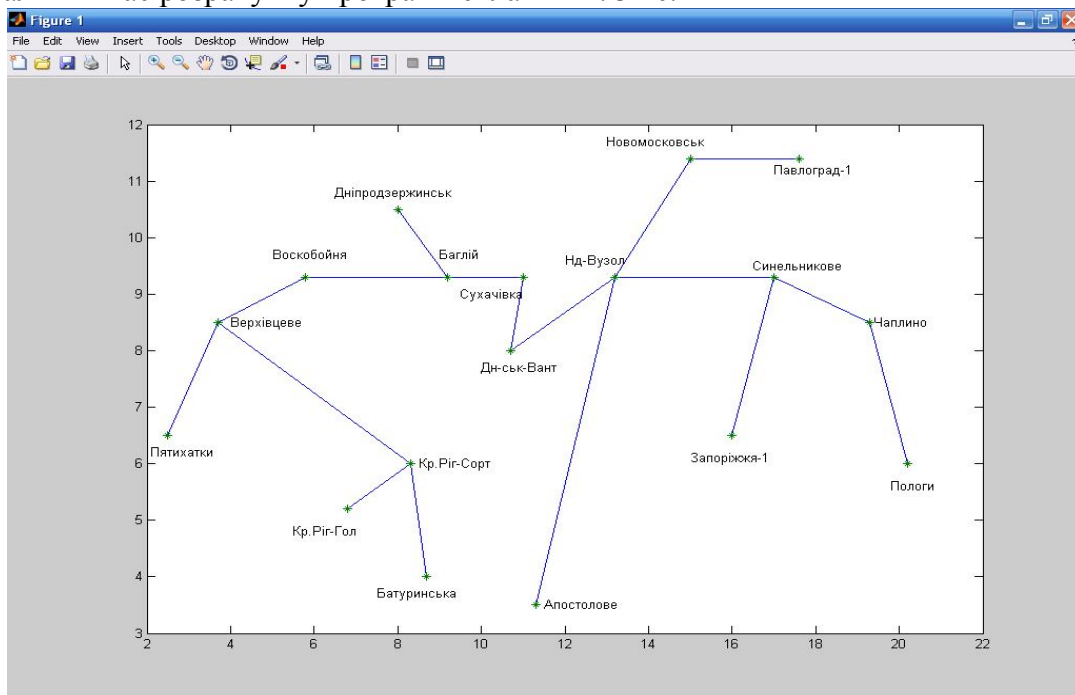 Figure 1
File Edit View Insert Tools Desktop Window Help
12
11
10
9
8
7
6
5
4
3
2 4 6 8 10 12 14 16 18 20 22
Новомосковськ
Павлоград-1
Дніпродзержинськ
Воскобойня
Баглій
Нд-Вузол
Синельникове
Сухачівка
Верхівцеве
Чаплино
Дн-ськ-Вант
Пятихатки
Кр.Ріг-Сорт
Запоріжжя-1
Пологи
Кр.Ріг-Гол
Батуринська
Апостолове